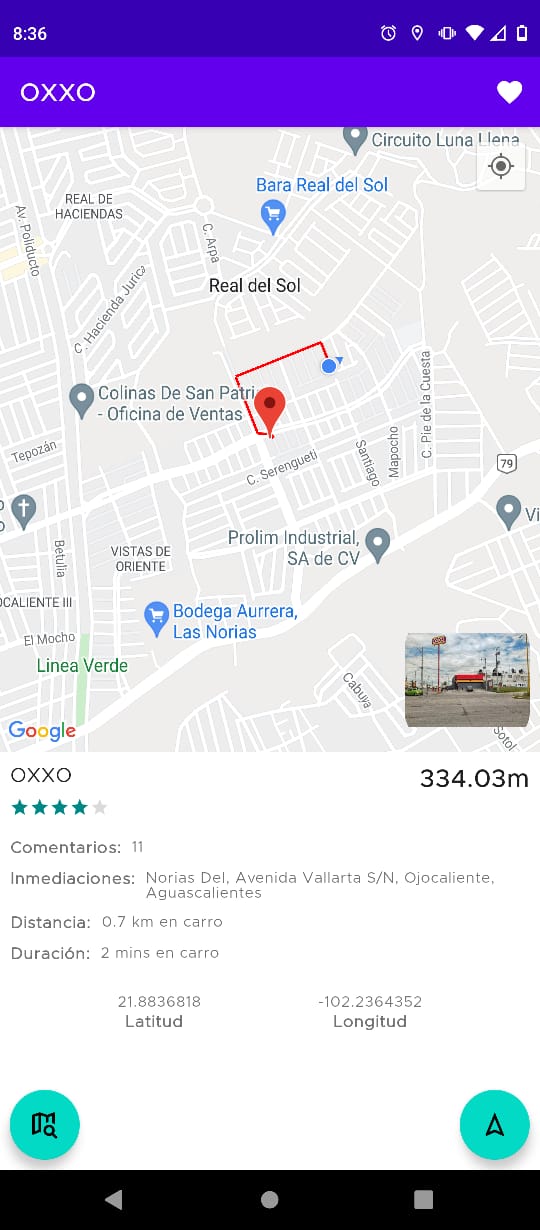 8:36
OXXO
Circuito Luna Llena
Bara Real del Sol
REAL DE
HACIENDAS
Av. Poliducto
C. Arpa
Real del Sol
C. Hacienda Jurica
Colinas De San Patri
- Oficina de Ventas
C. Pie de la Cuesta
Tepozán
C. Serengueti
Santiago
Mapocho
79
Vi
Prolim Industrial,
SA de CV
Betulia
VISTAS DE
ORIENTE
OCALIENTE III
Bodega Aurrera,
Las Norias
El Mocho
Linea Verde
Cabuya
Sotol
Google
OXXO
334.03m
Comentarios: 11
Inmediaciones: Norias Del, Avenida Vallarta S/N, Ojocaliente,
Aguascalientes
Distancia: 0.7 km en carro
Duración: 2 mins en carro
21.8836818 -102.2364352
Latitud Longitud